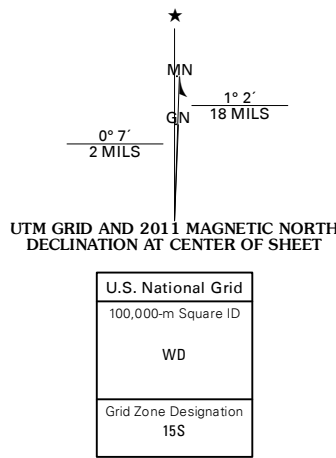 ★
MN
1° 2´
18 MILS
GN
0° 7´
2 MILS
UTM GRID AND 2011 MAGNETIC NORTH
DECLINATION AT CENTER OF SHEET
U.S. National Grid
100,000-m Square ID
WD
Grid Zone Designation
15S